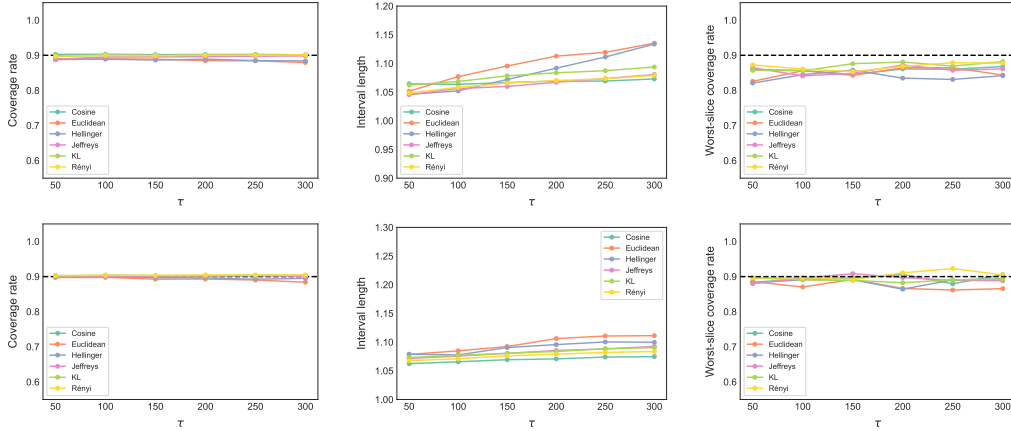 Coverage rate
1.0
0.9
0.8
0.7
0.6
Cosine
Euclidean
Hellinger
Jeffreys
KL
Rényi
50 100 150 200 250 300
τ
Interval length
1.20
1.15
1.10
1.05
1.00
0.95
0.90
Cosine
Euclidean
Hellinger
Jeffreys
KL
Rényi
50 100 150 200 250 300
τ
Worst-slice coverage rate
1.0
0.9
0.8
0.7
0.6
Cosine
Euclidean
Hellinger
Jeffreys
KL
Rényi
50 100 150 200 250 300
τ
Coverage rate
1.0
0.9
0.8
0.7
0.6
Cosine
Euclidean
Hellinger
Jeffreys
KL
Rényi
50 100 150 200 250 300
τ
Interval length
1.30
1.25
1.20
1.15
1.10
1.05
1.00
Cosine
Euclidean
Hellinger
Jeffreys
KL
Rényi
50 100 150 200 250 300
τ
Worst-slice coverage rate
1.0
0.9
0.8
0.7
0.6
Cosine
Euclidean
Hellinger
Jeffreys
KL
Rényi
50 100 150 200 250 300
τ